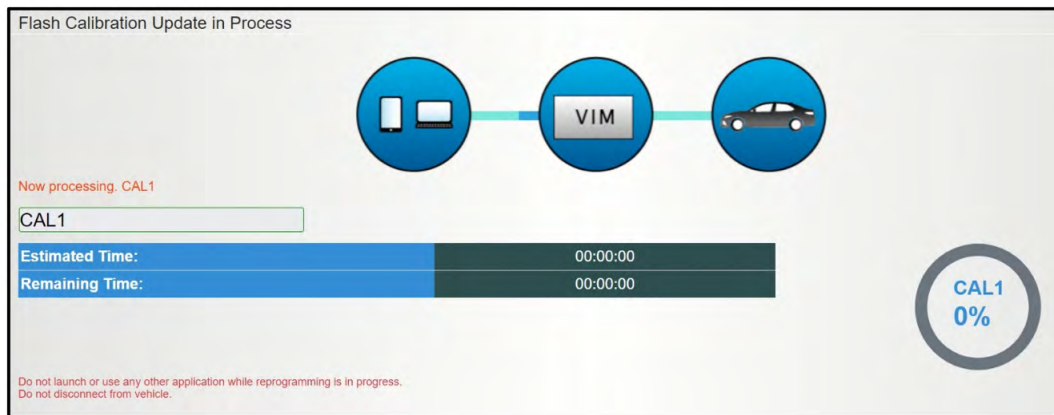 Flash Calibration Update in Process
VIM
Now processing. CAL1
CAL1
Estimated Time: 00:00:00
Remaining Time: 00:00:00
CAL1
0%
Do not launch or use any other application while reprogramming is in progress.
Do not disconnect from vehicle.